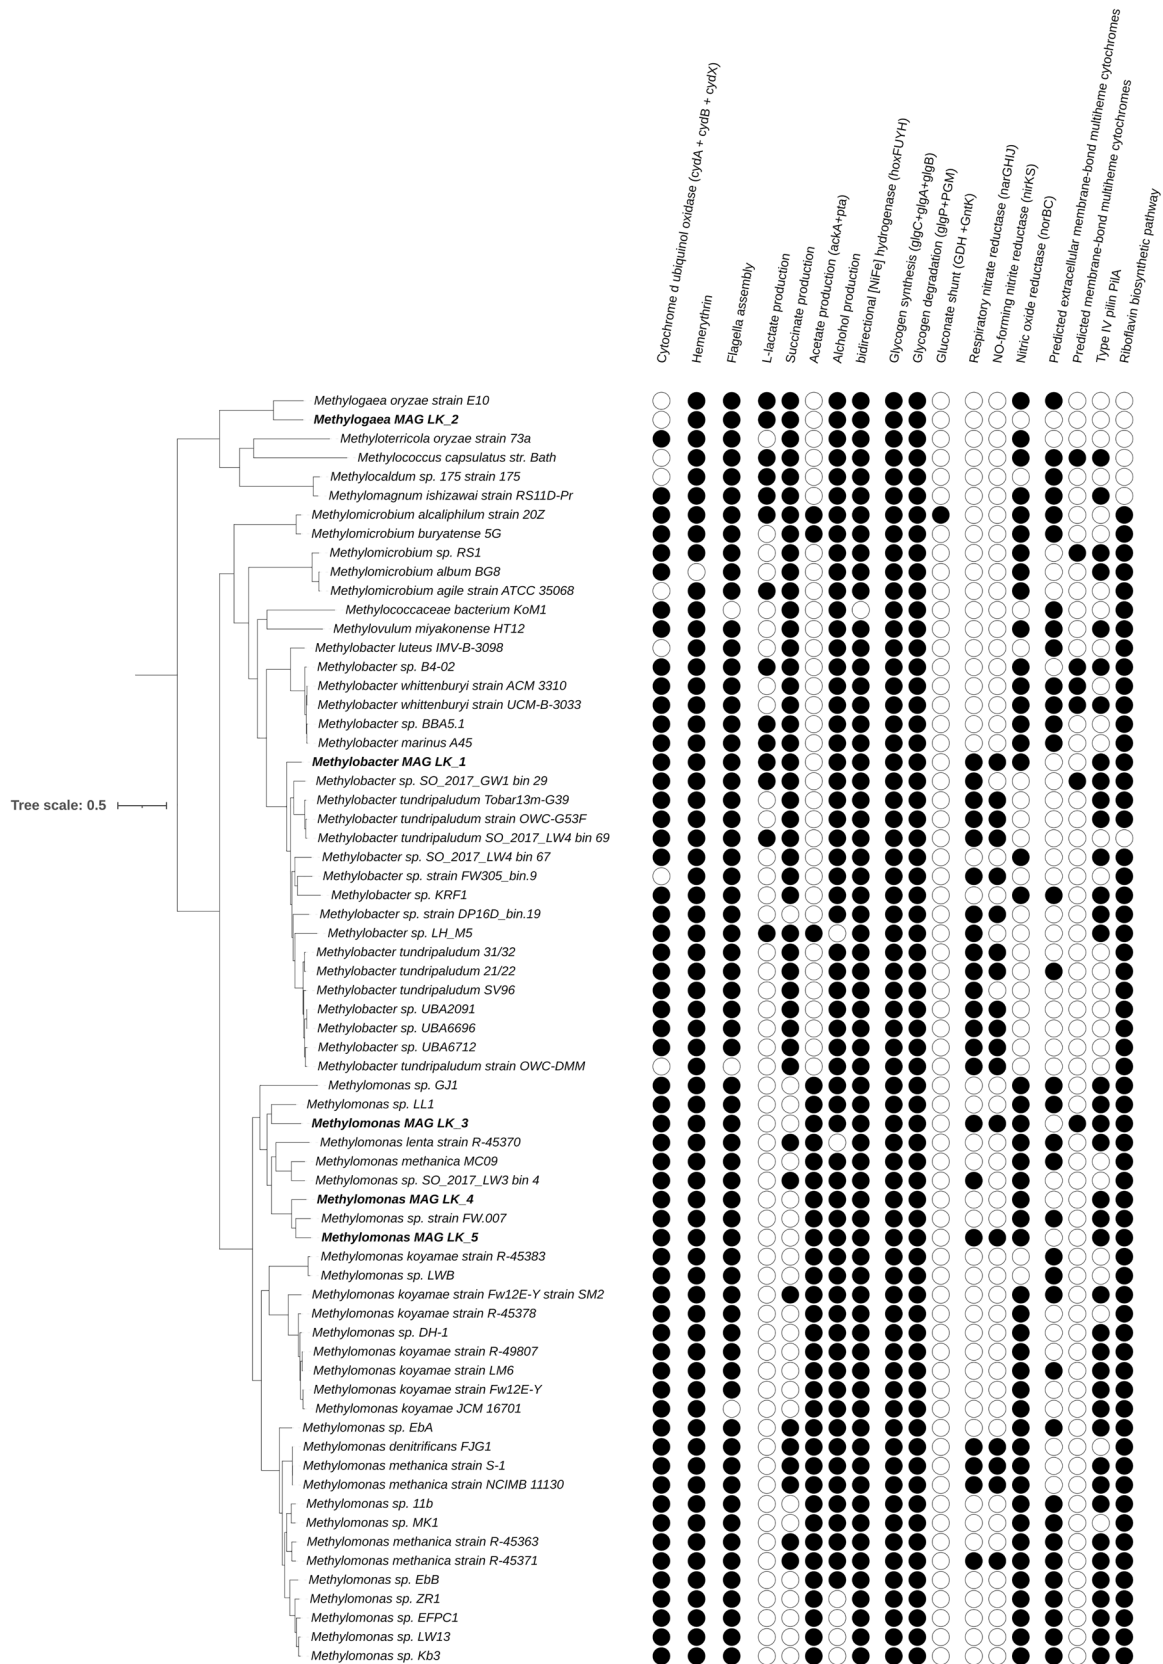 Cytochrome d ubiquinol oxidase (cydA + cydB + cydX)
Hemerythrin
Flagella assembly
L-lactate production
Succinate production
Acetate production (ackA+pta)
Alchohol production
bidirectional [NiFe] hydrogenase (hoxFUYH)
Glycogen synthesis (glgC+glgA+glgB)
Glycogen degradation (glgP+PGM)
Gluconate shunt (GDH +GntK)
Respiratory nitrate reductase (narGHIJ)
NO-forming nitrite reductase (nirKS)
Nitric oxide reductase (norBC)
Predicted extracellular membrane-bond multiheme cytochromes
Predicted membrane-bond multiheme cytochromes
Type IV pilin PilA
Riboflavin biosynthetic pathway
Methylogaea oryzae strain E10
Methylogaea MAG LK_2
Methyloterricola oryzae strain 73a
Methylococcus capsulatus str. Bath
Methylocaldum sp. 175 strain 175
Methylomagnum ishizawai strain RS11D-Pr
Methylomicrobium alcaliphilum strain 20Z
Methylomicrobium buryatense 5G
Methylomicrobium sp. RS1
Methylomicrobium album BG8
Methylomicrobium agile strain ATCC 35068
Methylococcaceae bacterium KoM1
Methylovulum miyakonense HT12
Methylobacter luteus IMV-B-3098
Methylobacter sp. B4-02
Methylobacter whittenburyi strain ACM 3310
Methylobacter whittenburyi strain UCM-B-3033
Methylobacter sp. BBA5.1
Methylobacter marinus A45
Methylobacter MAG LK_1
Methylobacter sp. SO_2017_GW1 bin 29
Methylobacter tundripaludum Tobar13m-G39
Methylobacter tundripaludum strain OWC-G53F
Methylobacter tundripaludum SO_2017_LW4 bin 69
Methylobacter sp. SO_2017_LW4 bin 67
Methylobacter sp. strain FW305_bin.9
Methylobacter sp. KRF1
Methylobacter sp. strain DP16D_bin.19
Methylobacter sp. LH_M5
Methylobacter tundripaludum 31/32
Methylobacter tundripaludum 21/22
Methylobacter tundripaludum SV96
Methylobacter sp. UBA2091
Methylobacter sp. UBA6696
Methylobacter sp. UBA6712
Methylobacter tundripaludum strain OWC-DMM
Methylomonas sp. GJ1
Methylomonas sp. LL1
Methylomonas MAG LK_3
Methylomonas lenta strain R-45370
Methylomonas methanica MC09
Methylomonas sp. SO_2017_LW3 bin 4
Methylomonas MAG LK_4
Methylomonas sp. strain FW.007
Methylomonas MAG LK_5
Methylomonas koyamae strain R-45383
Methylomonas sp. LWB
Methylomonas koyamae strain Fw12E-Y strain SM2
Methylomonas koyamae strain R-45378
Methylomonas sp. DH-1
Methylomonas koyamae strain R-49807
Methylomonas koyamae strain LM6
Methylomonas koyamae strain Fw12E-Y
Methylomonas koyamae JCM 16701
Methylomonas sp. EbA
Methylomonas denitrificans FJG1
Methylomonas methanica strain S-1
Methylomonas methanica strain NCIMB 11130
Methylomonas sp. 11b
Methylomonas sp. MK1
Methylomonas methanica strain R-45363
Methylomonas methanica strain R-45371
Methylomonas sp. EbB
Methylomonas sp. ZR1
Methylomonas sp. EFPC1
Methylomonas sp. LW13
Methylomonas sp. Kb3
Tree scale: 0.5